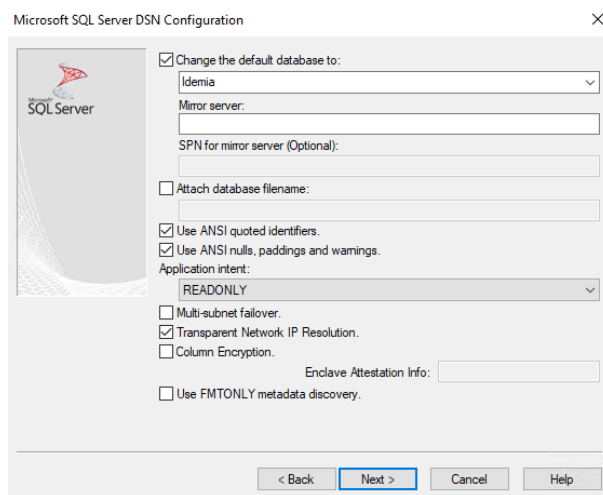 Microsoft SQL Server DSN Configuration
Microsoft
SQL Server
Change the default database to:
Idemia
Mirror server:
SPN for mirror server (Optional):
Attach database filename:
Use ANSI quoted identifiers.
Use ANSI nulls, paddings and warnings.
Application intent:
READONLY
Multi-subnet failover.
Transparent Network IP Resolution.
Column Encryption.
Enclave Attestation Info:
Use FMTONLY metadata discovery.
< Back Next > Cancel Help